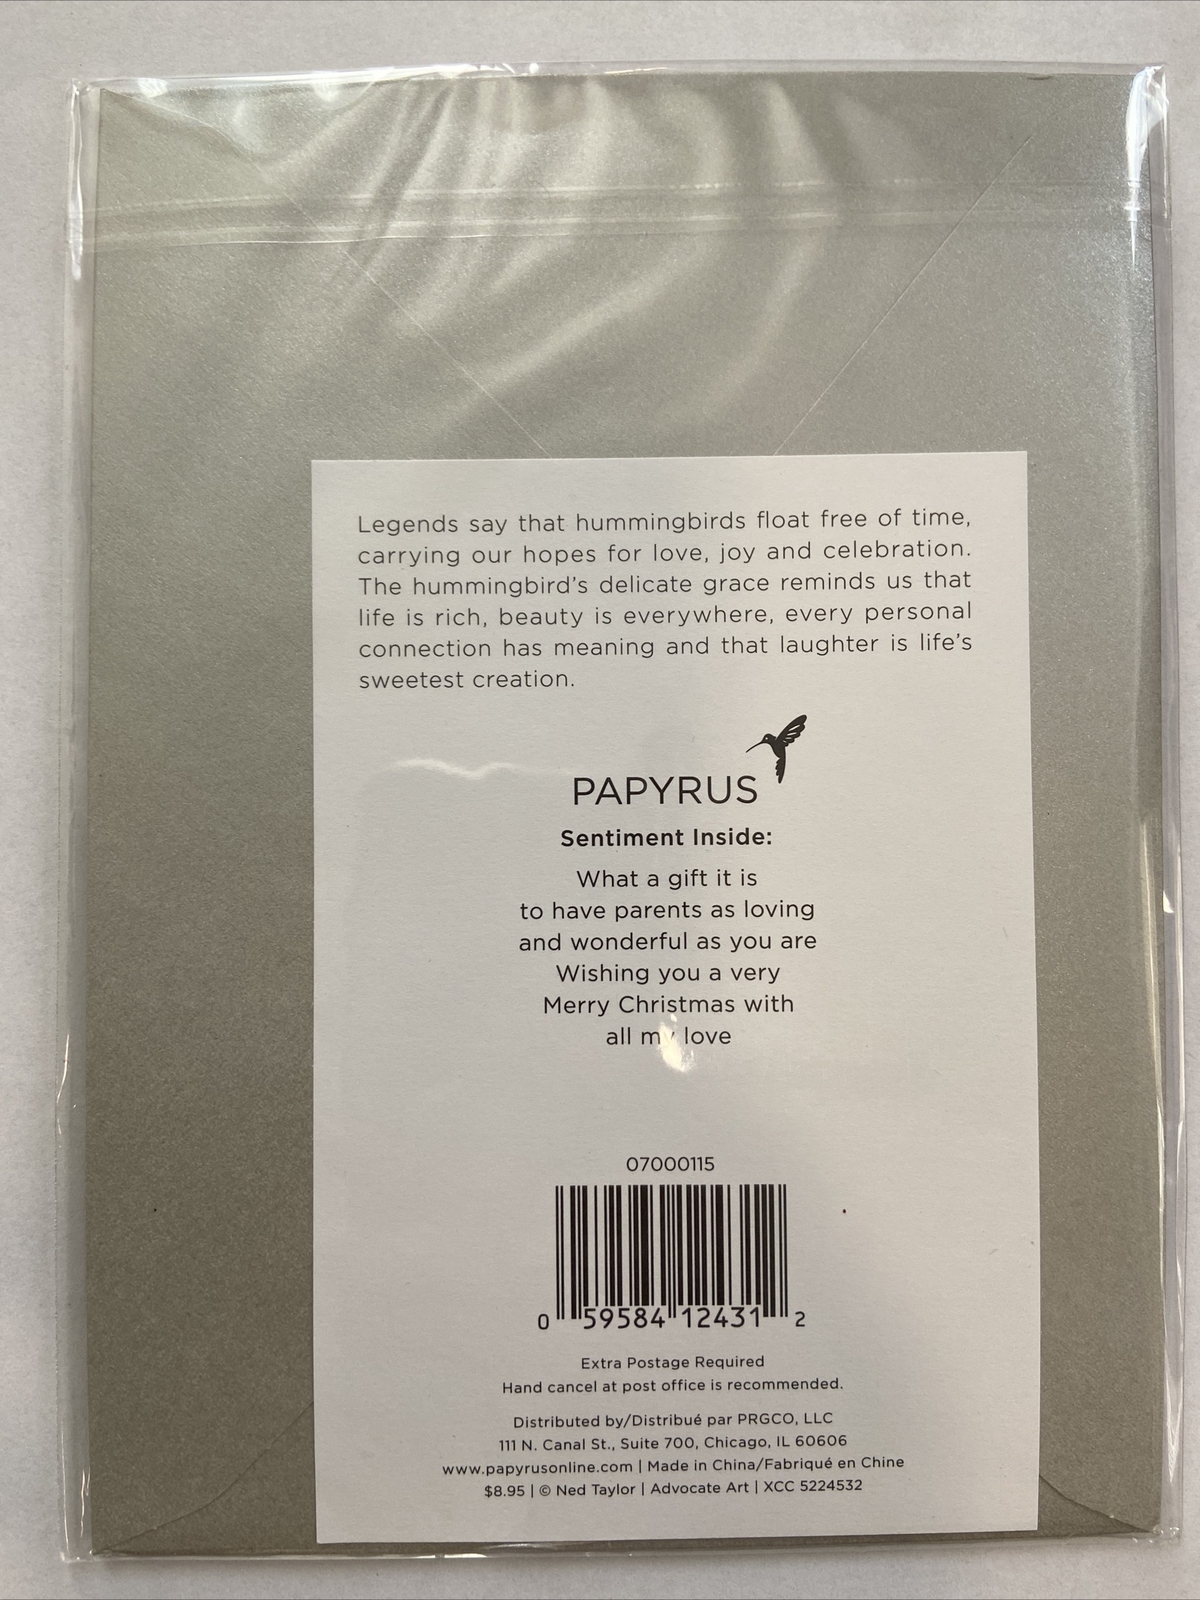 Legends say that hummingbirds float free of time,
carrying our hopes for love, joy and celebration.
The hummingbird's delicate grace reminds us that
life is rich, beauty is everywhere, every personal
connection has meaning and that laughter is life's
sweetest creation.
PAPYRUS
Sentiment Inside:
What a gift it is
to have parents as loving
and wonderful as you are
Wishing you a very
Merry Christmas with
all my love
07000115
0 59584 12431 2
Extra Postage Required
Hand cancel at post office is recommended.
Distributed by/Distribué par PRGCO, LLC
111 N. Canal St., Suite 700, Chicago, IL 60606
www.papyrusonline.com | Made in China/Fabriqué en Chine
$8.95 | © Ned Taylor | Advocate Art | XCC 5224532